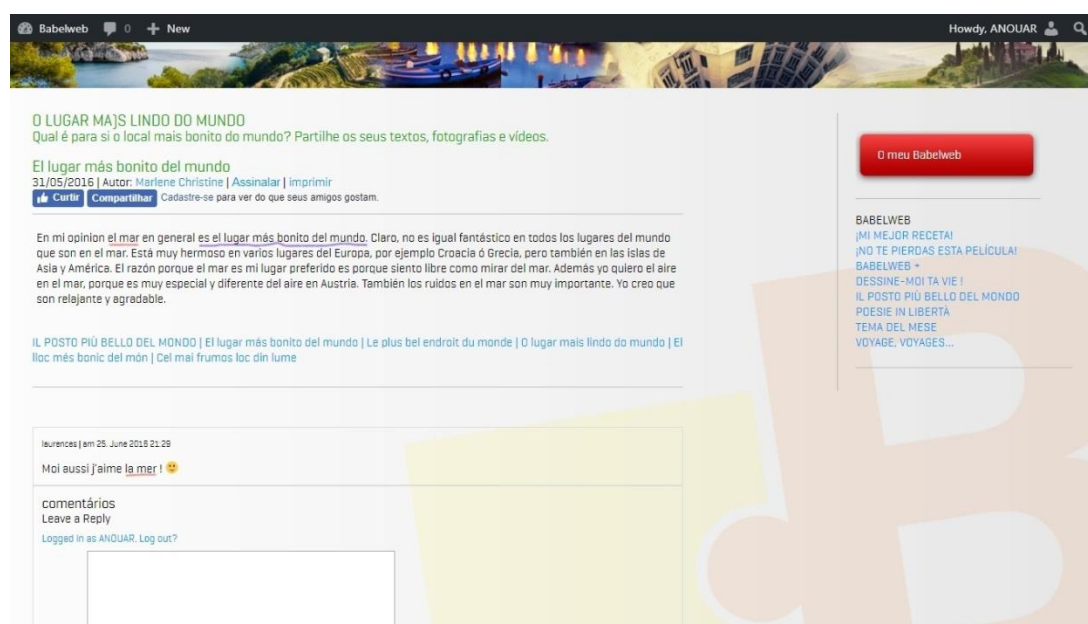 Babelweb 0 New
Howdy, ANOUAR
O LUGAR MA]S LINDO DO MUNDO
Qual é para si o local mais bonito do mundo? Partilhe os seus textos, fotografias e vídeos.
El lugar más bonito del mundo
31/05/2016 | Autor: Marlene Christine | Assinalar | imprimir
Curtir Compartilhar Cadastre-se para ver do que seus amigos gostam.
En mi opinion el mar en general es el lugar más bonito del mundo. Claro, no es igual fantástico en todos los lugares del mundo
que son en el mar. Está muy hermoso en varios lugares del Europa, por ejemplo Croacia ó Grecia, pero también en las islas de
Asia y América. El razón porque el mar es mi lugar preferido es porque siento libre como mirar del mar. Además yo quiero el aire
en el mar, porque es muy especial y diferente del aire en Austria. También los ruidos en el mar son muy importante. Yo creo que
son relajante y agradable.
IL POSTO PIÙ BELLO DEL MONDO | El lugar más bonito del mundo | Le plus bel endroit du monde | O lugar mais lindo do mundo | El
lloc més bonic del món | Cel mai frumos loc din lume
laurences | am 25. June 2018 21:29
Moi aussi j'aime la mer ! 🙂
comentários
Leave a Reply
Logged in as ANOUAR. Log out?
O meu Babelweb
BABELWEB
¡MI MEJOR RECETA!
¡NO TE PIERDAS ESTA PELÍCULA!
BABELWEB +
DESSINE-MOI TA VIE !
IL POSTO PIÙ BELLO DEL MONDO
POESIE IN LIBERTÀ
TEMA DEL MESE
VOYAGE, VOYAGES...